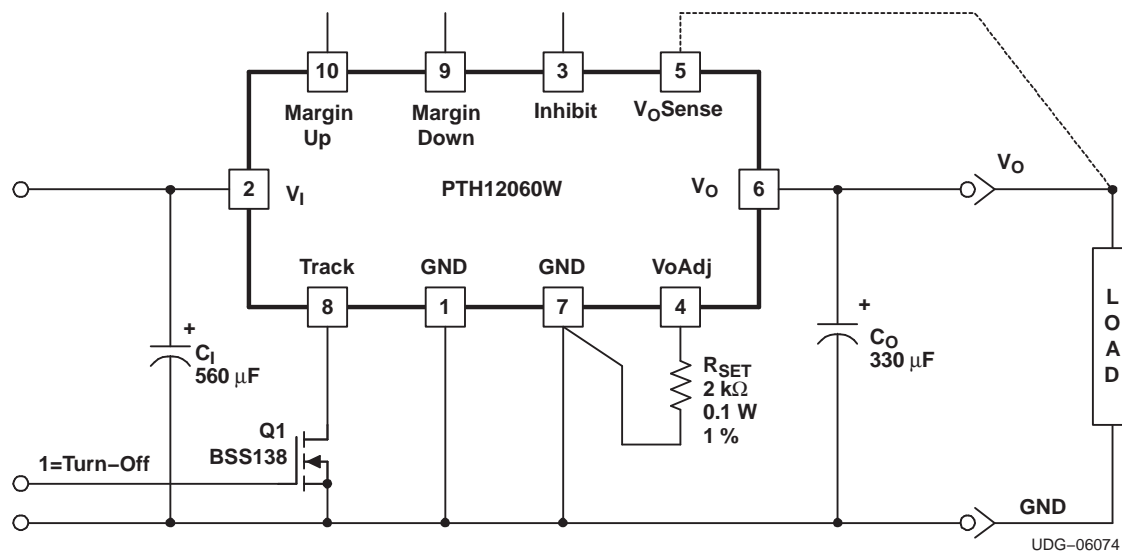 10
9
3
5
Margin
Up
Margin
Down
Inhibit
VOSense
2
VI
PTH12060W
VO
6
VO
Track
GND
GND
VoAdj
8
1
7
4
+
CI
560 μF
RSET
2 kΩ
0.1 W
1 %
+
CO
330 μF
L
O
A
D
Q1
BSS138
1=Turn−Off
GND
UDG−06074